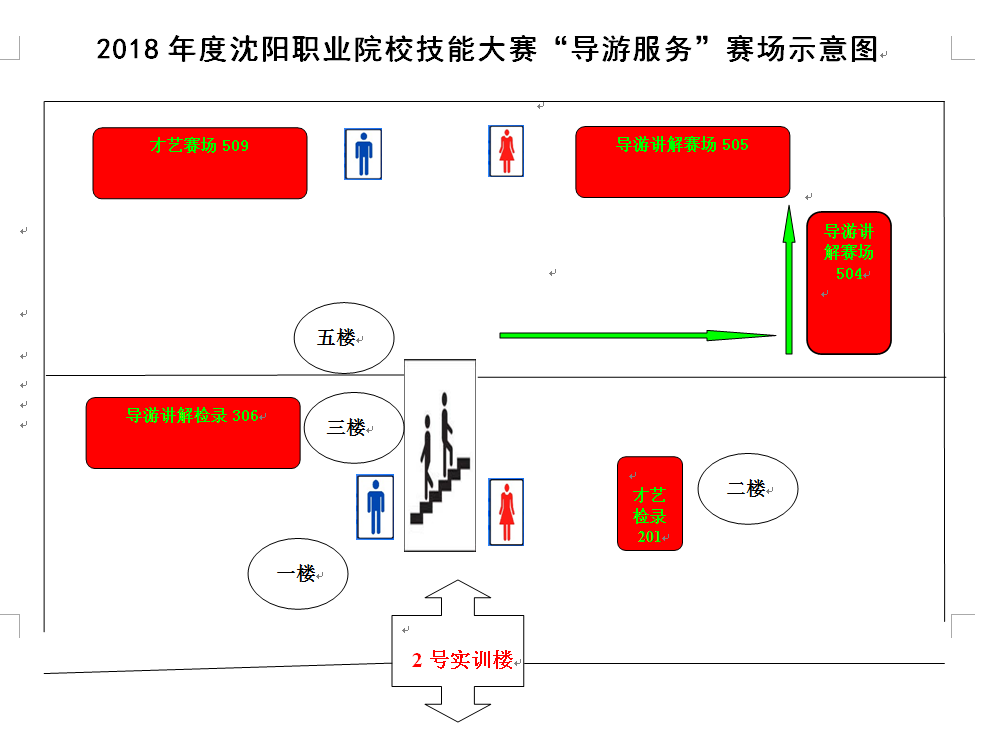 2018年度沈阳职业院校技能大赛“导游服务”赛场示意图
才艺赛场 509
导游讲解赛场 505
导游讲
解赛场
504
五楼
导游讲解检录 306
三楼
才艺
检录
201
二楼
一楼
2 号实训楼